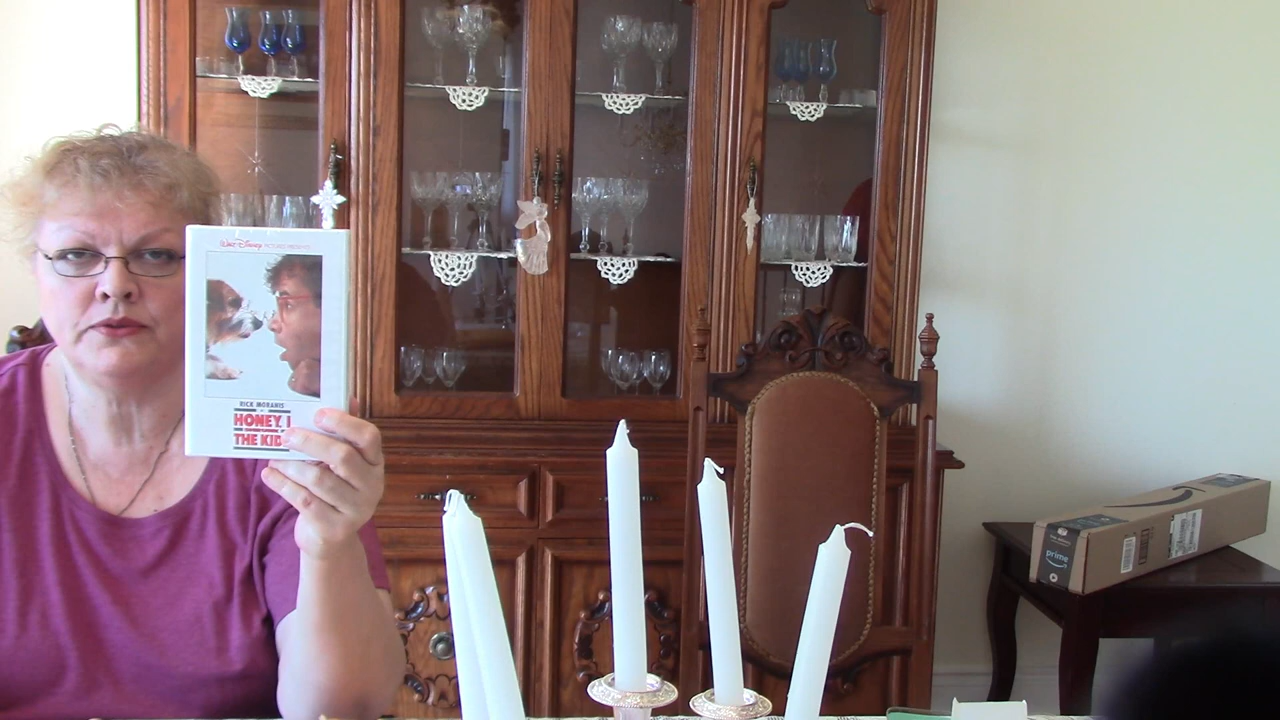 Walt Disney PICTURES PRESENTS
RICK MORANIS
HONEY, I
THE KID
prime